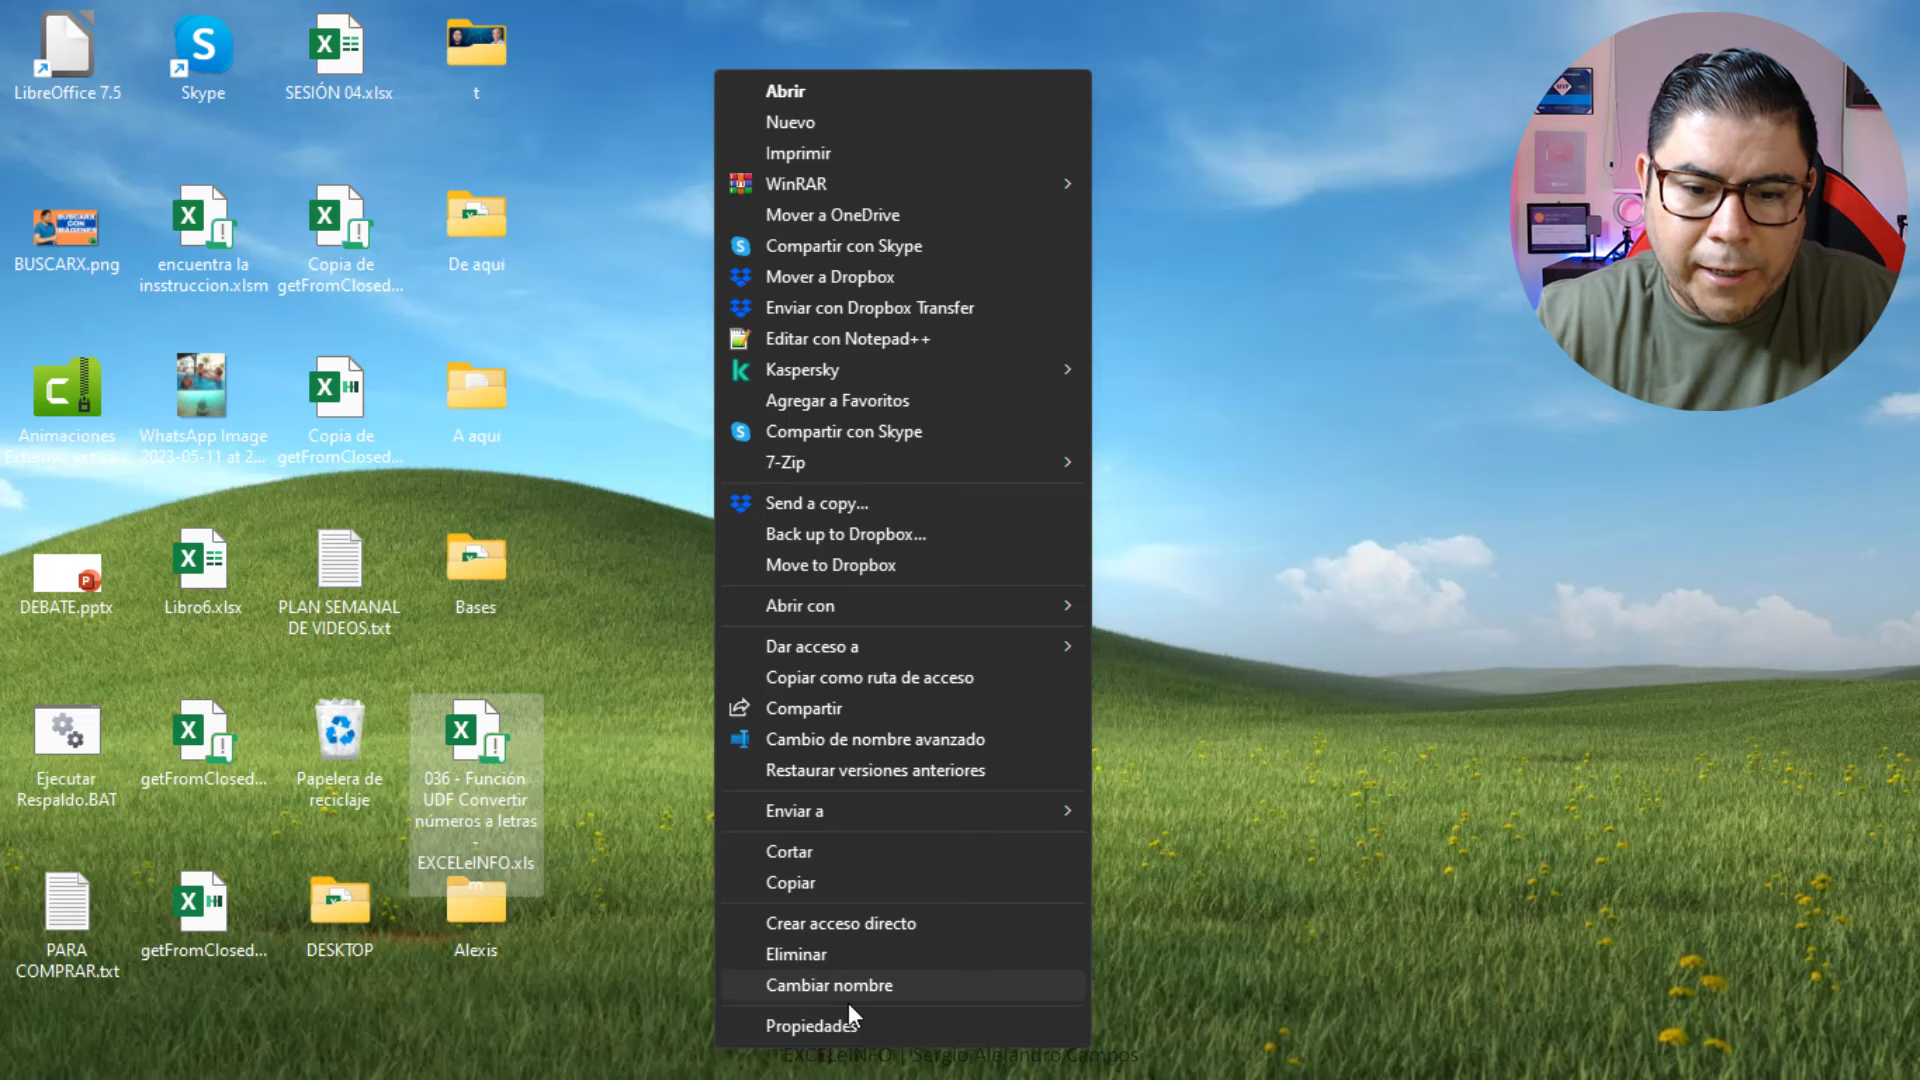 LibreOffice 7.5
Skype
SESIÓN 04.xlsx
t
BUSCARX.png
encuentra la
insstruccion.xlsm
Copia de
getFromClosed...
De aquí
Animaciones
WhatsApp Image
2023-05-11 at 2...
Copia de
getFromClosed...
A aqui
DEBATE.pptx
Libro6.xlsx
PLAN SEMANAL
DE VIDEOS.txt
Bases
Ejecutar
Respaldo.BAT
getFromClosed...
Papelera de
reciclaje
036 - Función
UDF Convertir
números a letras
-
EXCELeINFO.xls
m
PARA
COMPRAR.txt
getFromClosed...
DESKTOP
Alexis
Abrir
Nuevo
Imprimir
WinRAR
Mover a OneDrive
Compartir con Skype
Mover a Dropbox
Enviar con Dropbox Transfer
Editar con Notepad++
Kaspersky
Agregar a Favoritos
Compartir con Skype
7-Zip
Send a copy...
Back up to Dropbox...
Move to Dropbox
Abrir con
Dar acceso a
Copiar como ruta de acceso
Compartir
Cambio de nombre avanzado
Restaurar versiones anteriores
Enviar a
Cortar
Copiar
Crear acceso directo
Eliminar
Cambiar nombre
Propiedades
EXCELeINFO | Sergio Alejandro Campos
BUSCARX
CON
IMÁGENES
MVP